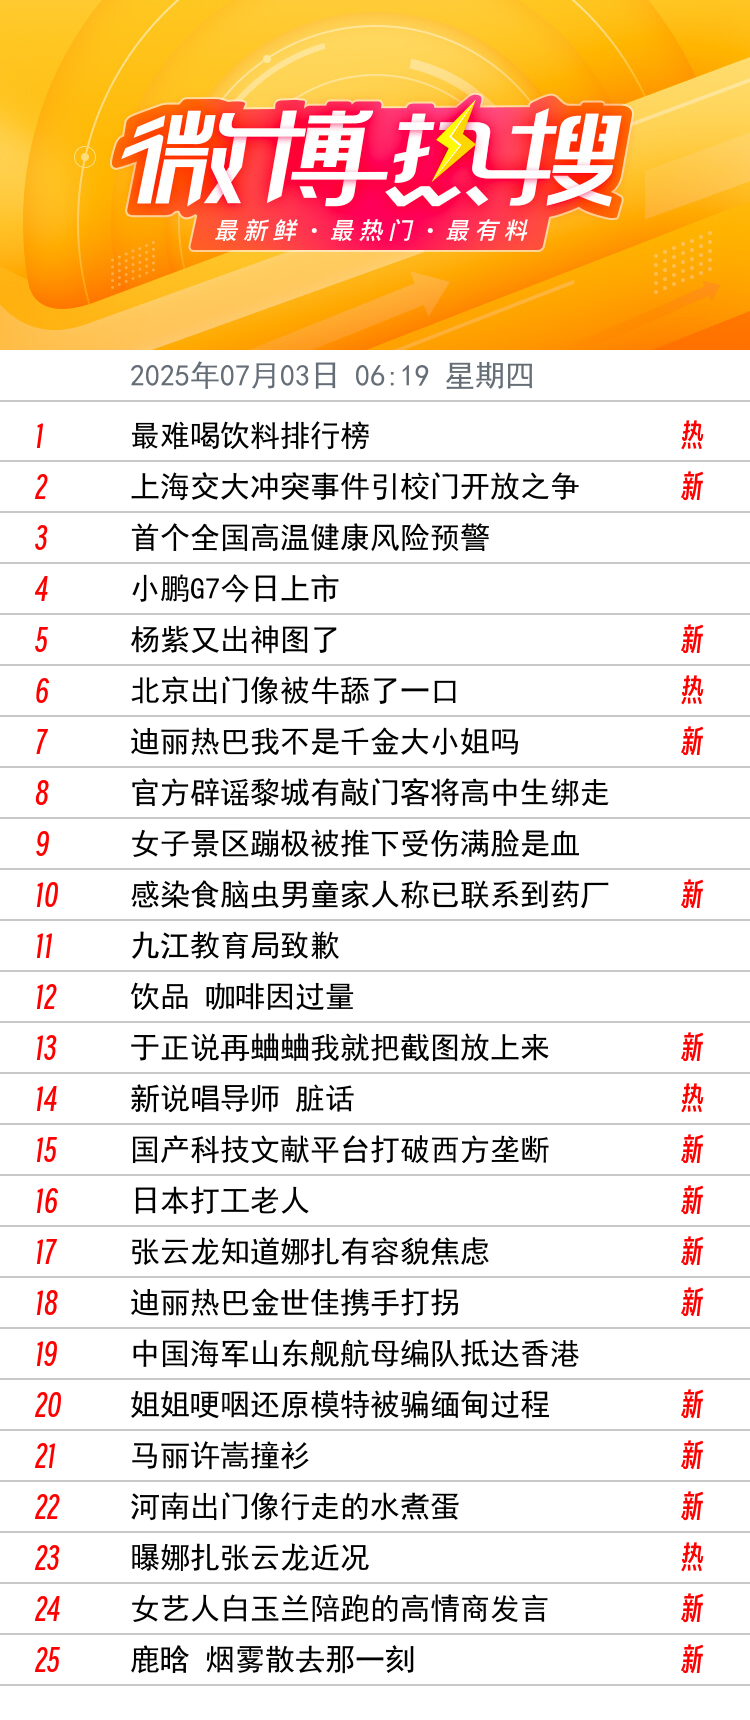 微博热搜
最新鲜·最热门·最有料
2025年07月03日 06:19 星期四
1 最难喝饮料排行榜 热
2 上海交大冲突事件引校门开放之争 新
3 首个全国高温健康风险预警
4 小鹏G7今日上市
5 杨紫又出神图了 新
6 北京出门像被牛舔了一口 热
7 迪丽热巴我不是千金大小姐吗 新
8 官方辟谣黎城有敲门客将高中生绑走
9 女子景区蹦极被推下受伤满脸是血
10 感染食脑虫男童家人称已联系到药厂 新
11 九江教育局致歉
12 饮品 咖啡因过量
13 于正说再蛐蛐我就把截图放上来 新
14 新说唱导师 脏话 热
15 国产科技文献平台打破西方垄断 新
16 日本打工老人 新
17 张云龙知道娜扎有容貌焦虑 新
18 迪丽热巴金世佳携手打拐 新
19 中国海军山东舰航母编队抵达香港
20 姐姐哽咽还原模特被骗缅甸过程 新
21 马丽许嵩撞衫 新
22 河南出门像行走的水煮蛋 新
23 曝娜扎张云龙近况 热
24 女艺人白玉兰陪跑的高情商发言 新
25 鹿晗 烟雾散去那一刻 新